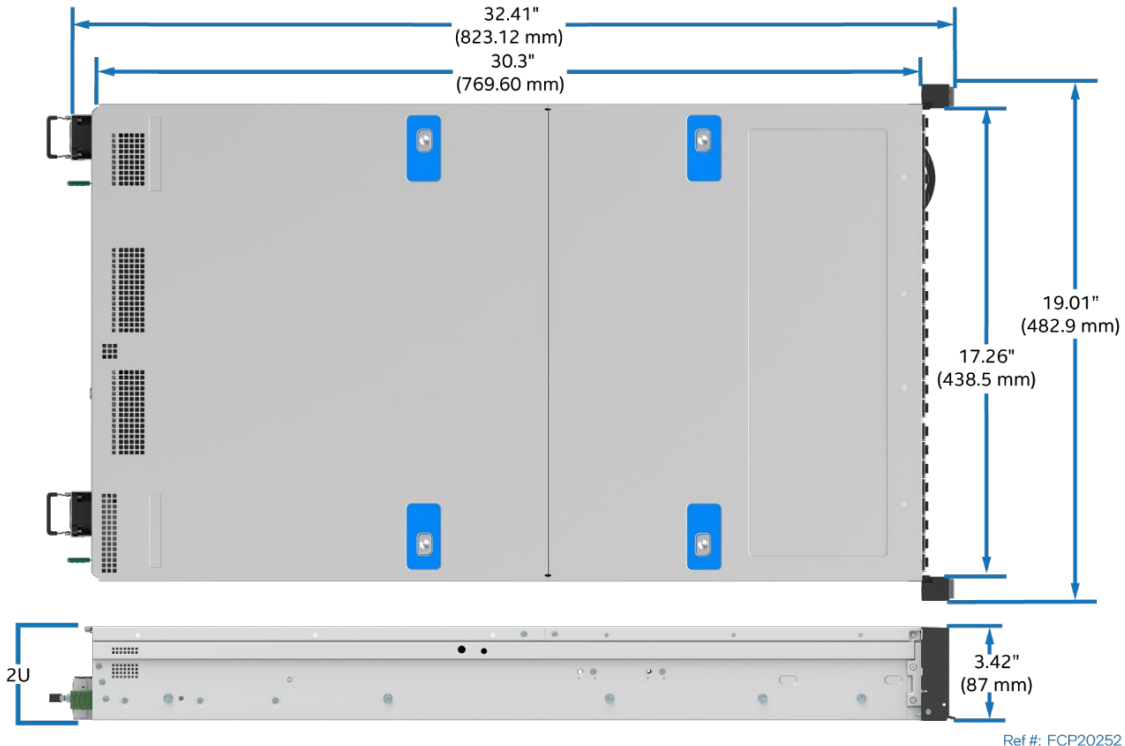 32.41"
(823.12 mm)
30.3"
(769.60 mm)
19.01"
(482.9 mm)
17.26"
(438.5 mm)
2U
3.42"
(87 mm)
Ref #: FCP20252